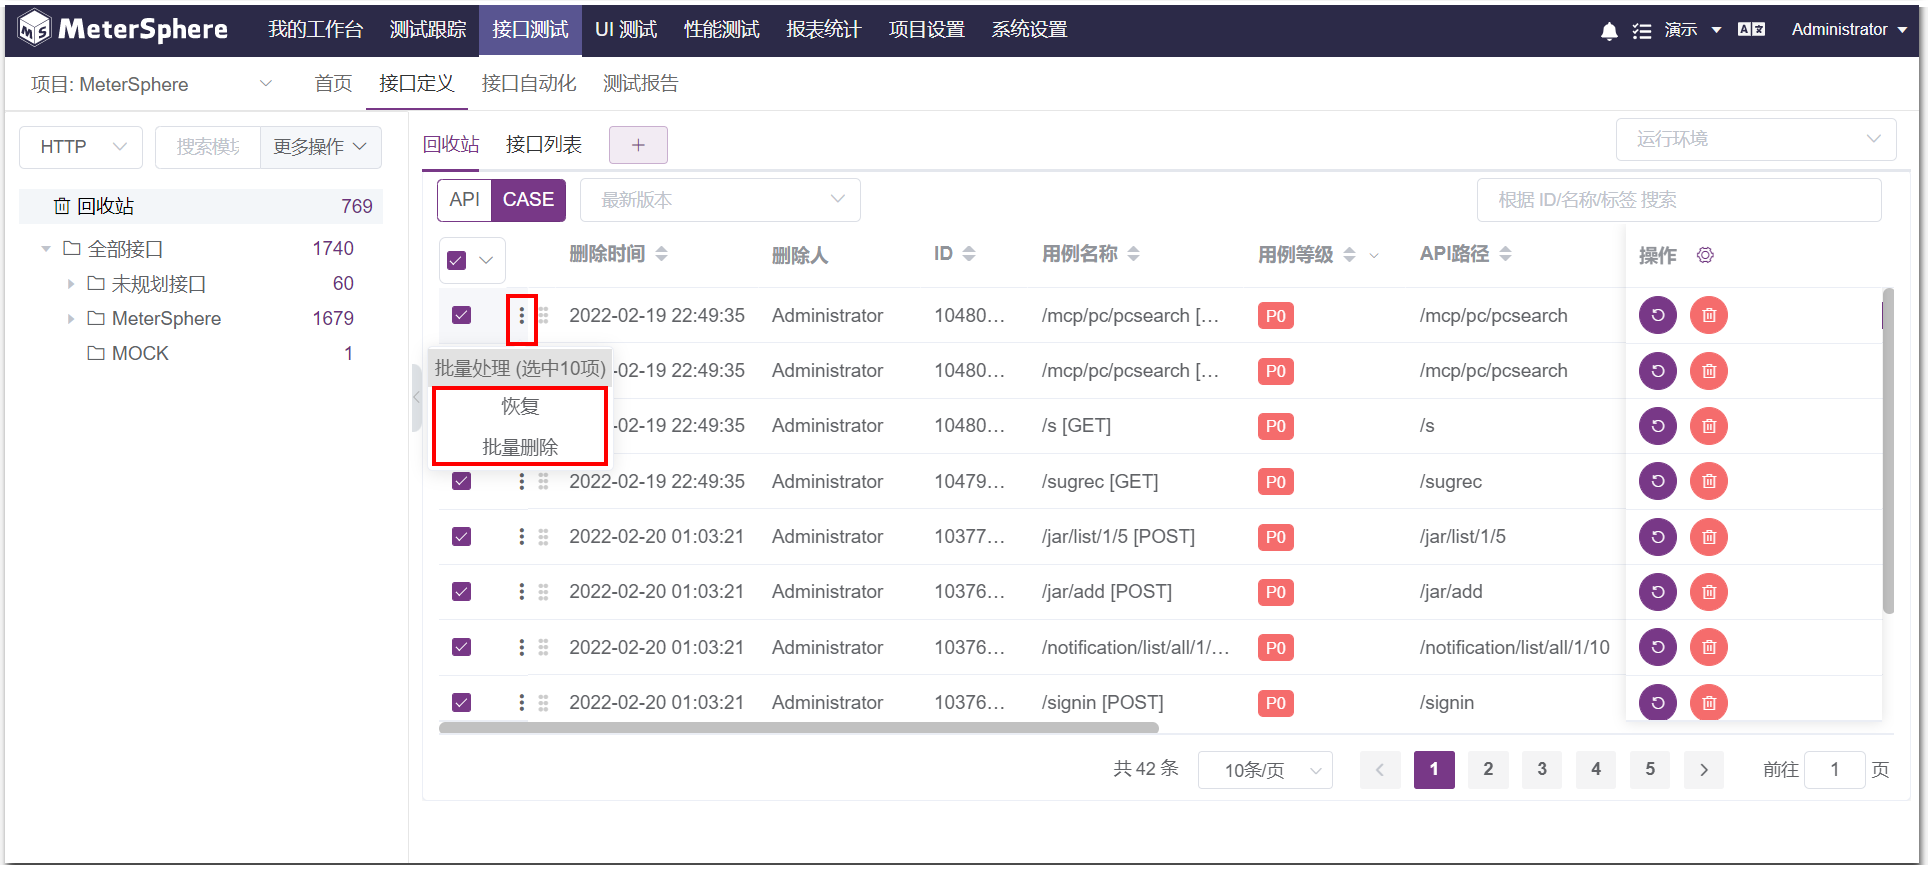 MeterSphere 我的工作台 测试跟踪 接口测试 UI 测试 性能测试 报表统计 项目设置 系统设置 演示 Administrator
项目: MeterSphere 首页 接口定义 接口自动化 测试报告
HTTP 搜索模块 更多操作 回收站 接口列表 + 运行环境
API CASE 最新版本 根据 ID/名称/标签 搜索
回收站 769
全部接口 1740
未规划接口 60
MeterSphere 1679
MOCK 1
删除时间 删除人 ID 用例名称 用例等级 API路径 操作
2022-02-19 22:49:35 Administrator 10480... /mcp/pc/pcsearch [... P0 /mcp/pc/pcsearch
批量处理 (选中10项)
恢复
批量删除
-02-19 22:49:35 Administrator 10480... /mcp/pc/pcsearch [... P0 /mcp/pc/pcsearch
-02-19 22:49:35 Administrator 10480... /s [GET] P0 /s
2022-02-19 22:49:35 Administrator 10479... /sugrec [GET] P0 /sugrec
2022-02-20 01:03:21 Administrator 10377... /jar/list/1/5 [POST] P0 /jar/list/1/5
2022-02-20 01:03:21 Administrator 10376... /jar/add [POST] P0 /jar/add
2022-02-20 01:03:21 Administrator 10376... /notification/list/all/1/... P0 /notification/list/all/1/10
2022-02-20 01:03:21 Administrator 10376... /signin [POST] P0 /signin
共 42 条 10条/页 1 2 3 4 5 前往 1 页